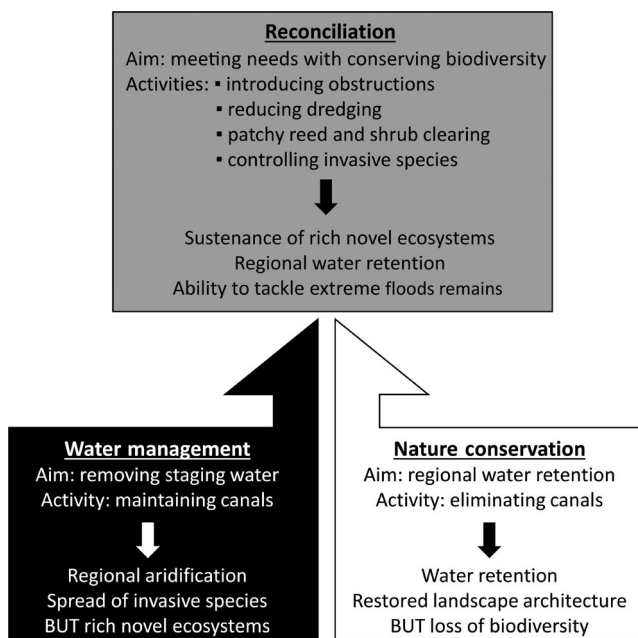 Reconciliation
Aim: meeting needs with conserving biodiversity
Activities: ▪ introducing obstructions
▪ reducing dredging
▪ patchy reed and shrub clearing
▪ controlling invasive species
Sustenance of rich novel ecosystems
Regional water retention
Ability to tackle extreme floods remains
Water management
Aim: removing staging water
Activity: maintaining canals
Regional aridification
Spread of invasive species
BUT rich novel ecosystems
Nature conservation
Aim: regional water retention
Activity: eliminating canals
Water retention
Restored landscape architecture
BUT loss of biodiversity